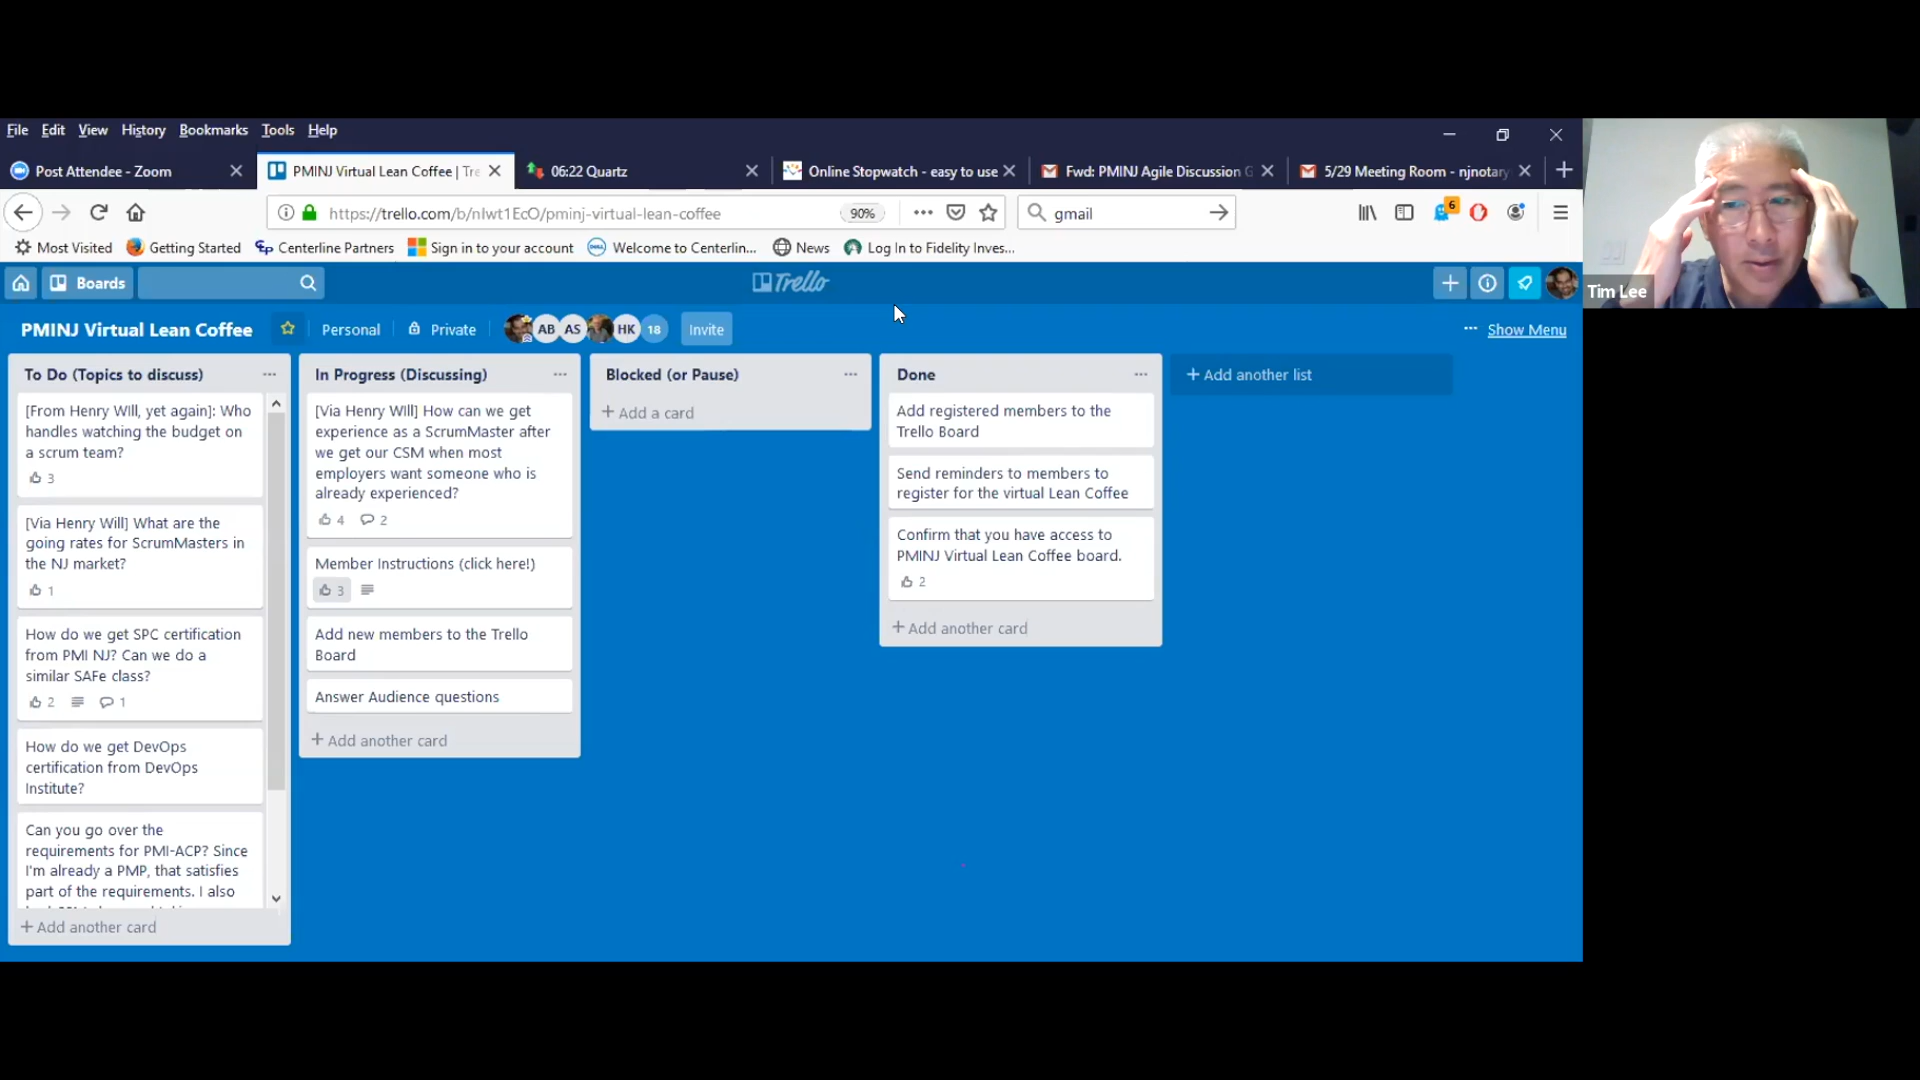 File Edit View History Bookmarks Tools Help
Post Attendee - Zoom
PMINJ Virtual Lean Coffee | Tre
06:22 Quartz
Online Stopwatch - easy to use
Fwd: PMINJ Agile Discussion G
5/29 Meeting Room - njnotary
https://trello.com/b/nIwt1EcO/pminj-virtual-lean-coffee
90%
gmail
6
Most Visited
Getting Started
Centerline Partners
Sign in to your account
Welcome to Centerlin...
News
Log In to Fidelity Inves...
Tim Lee
Boards
Trello
PMINJ Virtual Lean Coffee
Personal
Private
AB
AS
HK
18
Invite
... Show Menu
To Do (Topics to discuss)
[From Henry WIll, yet again]: Who
handles watching the budget on
a scrum team?
3
[Via Henry Will] What are the
going rates for ScrumMasters in
the NJ market?
1
How do we get SPC certification
from PMI NJ? Can we do a
similar SAFe class?
2
1
How do we get DevOps
certification from DevOps
Institute?
Can you go over the
requirements for PMI-ACP? Since
I'm already a PMP, that satisfies
part of the requirements. I also
+ Add another card
In Progress (Discussing)
[Via Henry WIll] How can we get
experience as a ScrumMaster after
we get our CSM when most
employers want someone who is
already experienced?
4
2
Member Instructions (click here!)
3
Add new members to the Trello
Board
Answer Audience questions
+ Add another card
Blocked (or Pause)
+ Add a card
Done
Add registered members to the
Trello Board
Send reminders to members to
register for the virtual Lean Coffee
Confirm that you have access to
PMINJ Virtual Lean Coffee board.
2
+ Add another card
+ Add another list